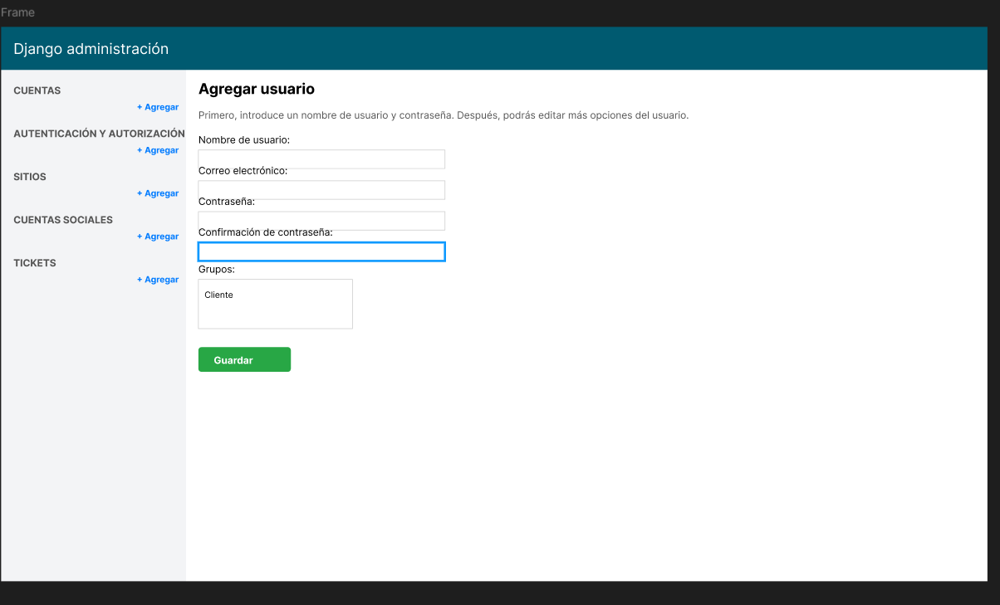 Frame
Django administración
CUENTAS
+ Agregar
AUTENTICACIÓN Y AUTORIZACIÓN
+ Agregar
SITIOS
+ Agregar
CUENTAS SOCIALES
+ Agregar
TICKETS
+ Agregar
Agregar usuario
Primero, introduce un nombre de usuario y contraseña. Después, podrás editar más opciones del usuario.
Nombre de usuario:
Correo electrónico:
Contraseña:
Confirmación de contraseña:
Grupos:
Cliente
Guardar